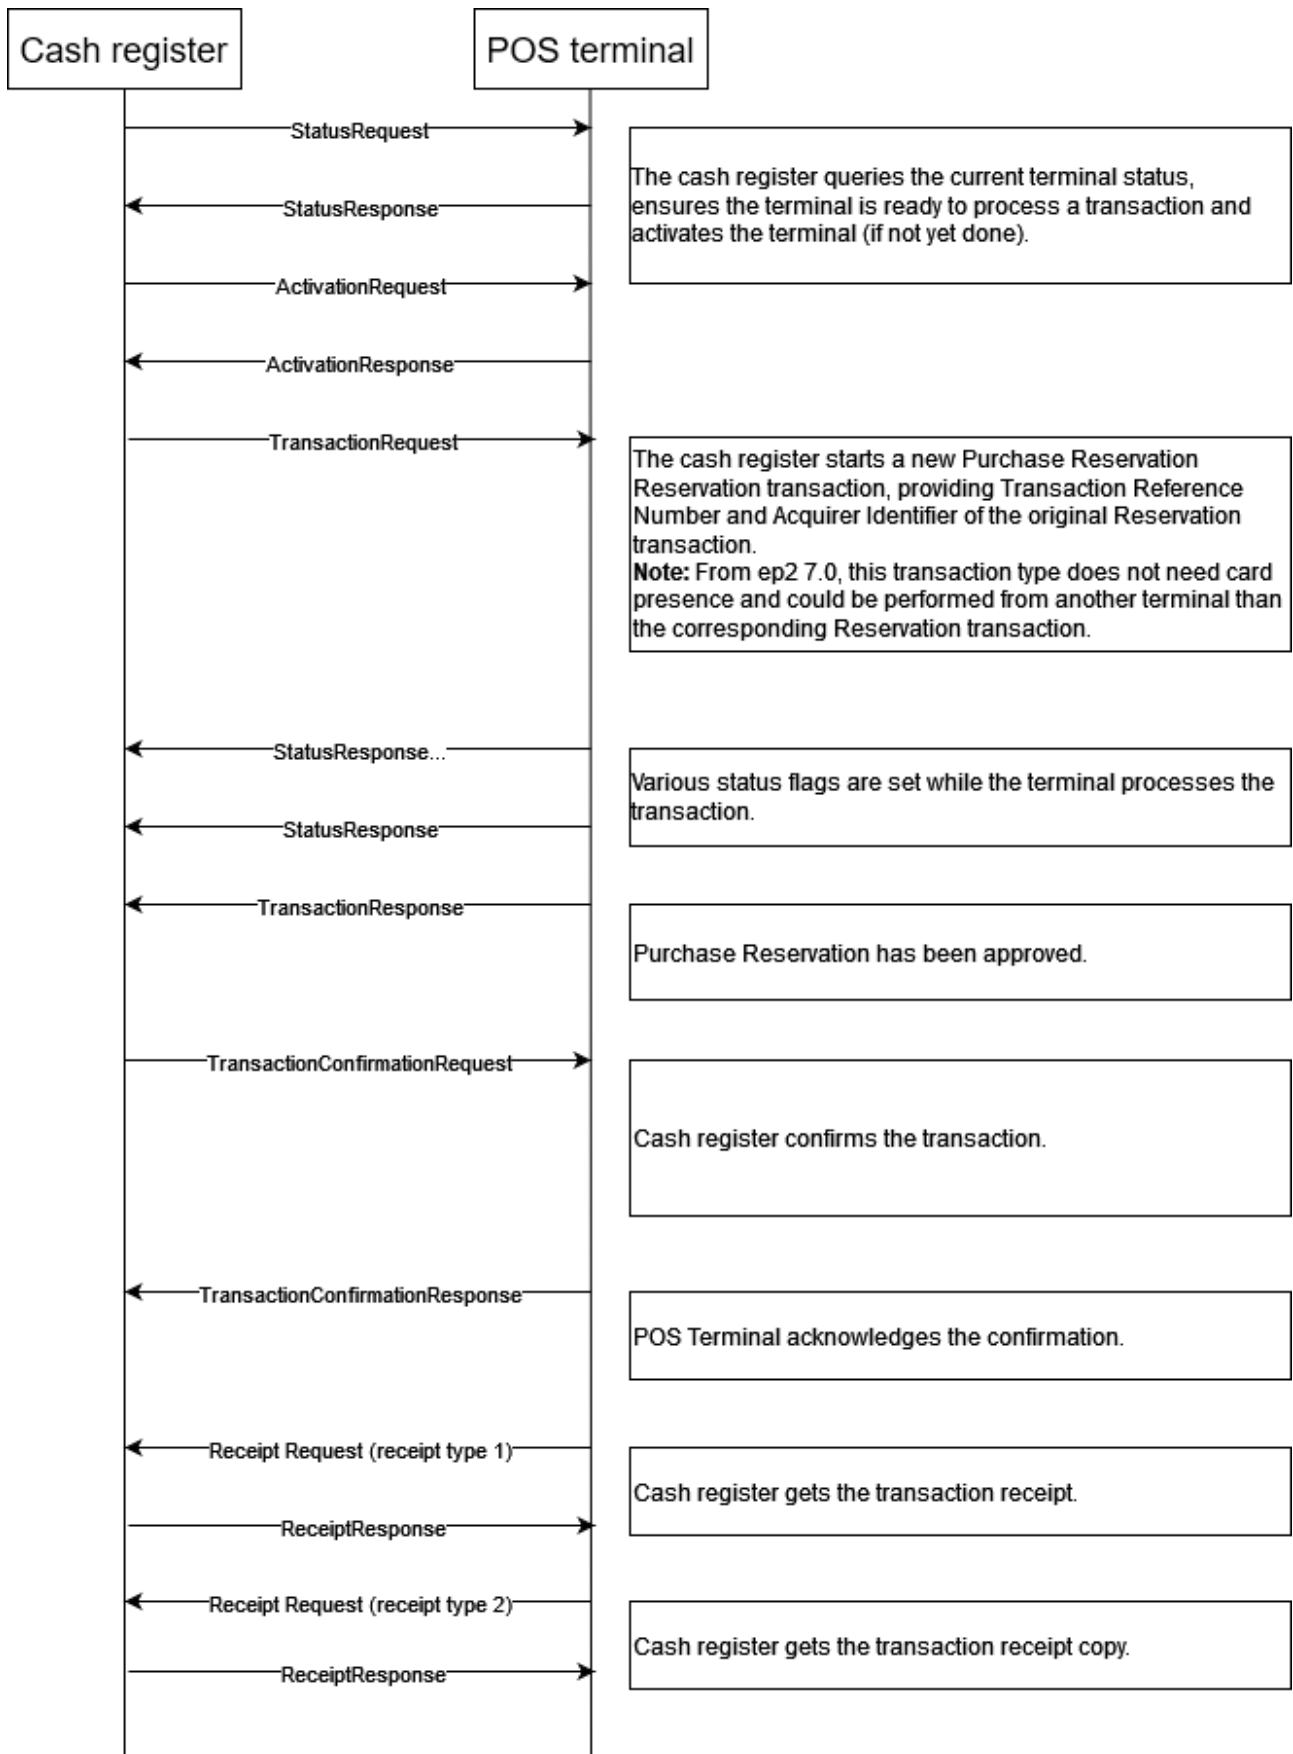 Cash register
POS terminal
StatusRequest
The cash register queries the current terminal status,
ensures the terminal is ready to process a transaction and
activates the terminal (if not yet done).
StatusResponse
ActivationRequest
ActivationResponse
TransactionRequest
The cash register starts a new Purchase Reservation
Reservation transaction, providing Transaction Reference
Number and Acquirer Identifier of the original Reservation
transaction.
Note: From ep2 7.0, this transaction type does not need card
presence and could be performed from another terminal than
the corresponding Reservation transaction.
StatusResponse...
Various status flags are set while the terminal processes the
transaction.
StatusResponse
TransactionResponse
Purchase Reservation has been approved.
TransactionConfirmationRequest
Cash register confirms the transaction.
TransactionConfirmationResponse
POS Terminal acknowledges the confirmation.
Receipt Request (receipt type 1)
Cash register gets the transaction receipt.
ReceiptResponse
Receipt Request (receipt type 2)
Cash register gets the transaction receipt copy.
ReceiptResponse